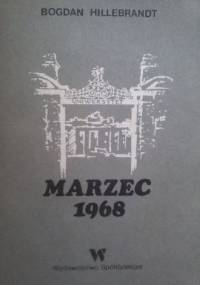 BOGDAN HILLEBRANDT
UNIWERSYTET
MARZEC
1968
Wydawnictwo Spółdzielcze